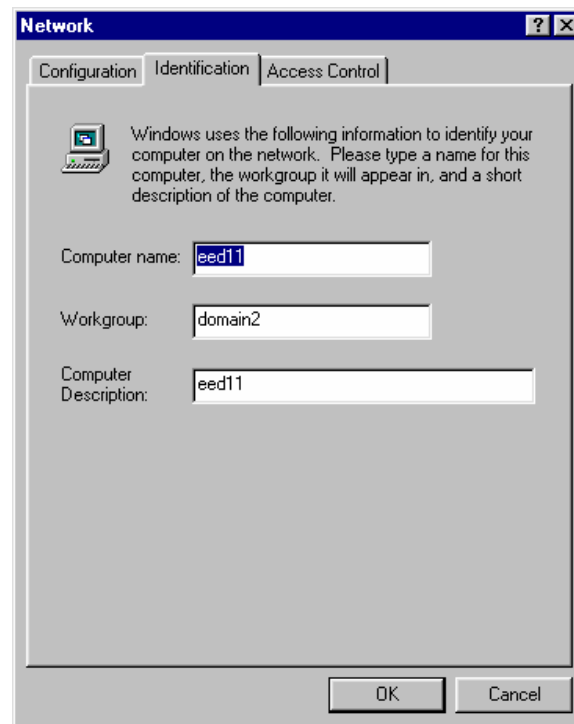 Network
Configuration Identification Access Control
Windows uses the following information to identify your
computer on the network. Please type a name for this
computer, the workgroup it will appear in, and a short
description of the computer.
Computer name: eed11
Workgroup: domain2
Computer
Description: eed11
OK Cancel